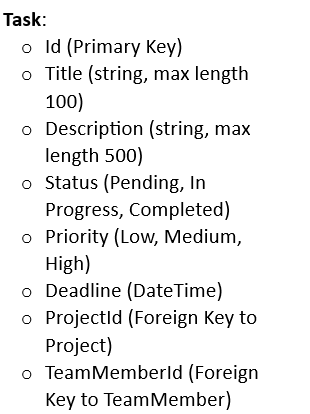 Task:
o Id (Primary Key)
o Title (string, max length
100)
o Description (string, max
length 500)
o Status (Pending, In
Progress, Completed)
o Priority (Low, Medium,
High)
o Deadline (DateTime)
o ProjectId (Foreign Key to
Project)
o TeamMemberId (Foreign
Key to TeamMember)